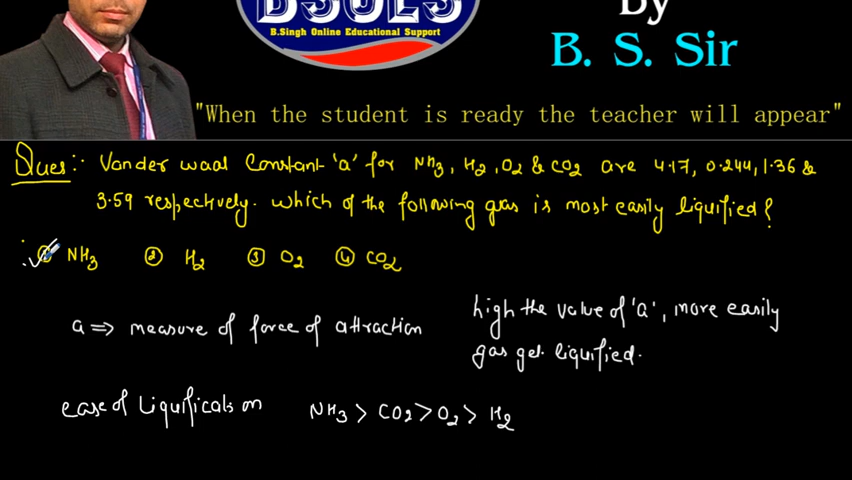 BSOES
B.Singh Online Educational Support
By
B. S. Sir
"When the student is ready the teacher will appear"
Ques:- Vander waal Constant 'a' for NH3, H2, O2 & CO2 are 4.17, 0.244, 1.36 &
3.59 respectively. Which of the following gas is most easily liquified?
① NH3 ② H2 ③ O2 ④ CO2
a ⇒ measure of force of attraction
high the value of 'a', more easily
gas get liquified.
ease of Liquification NH3 > CO2 > O2 > H2